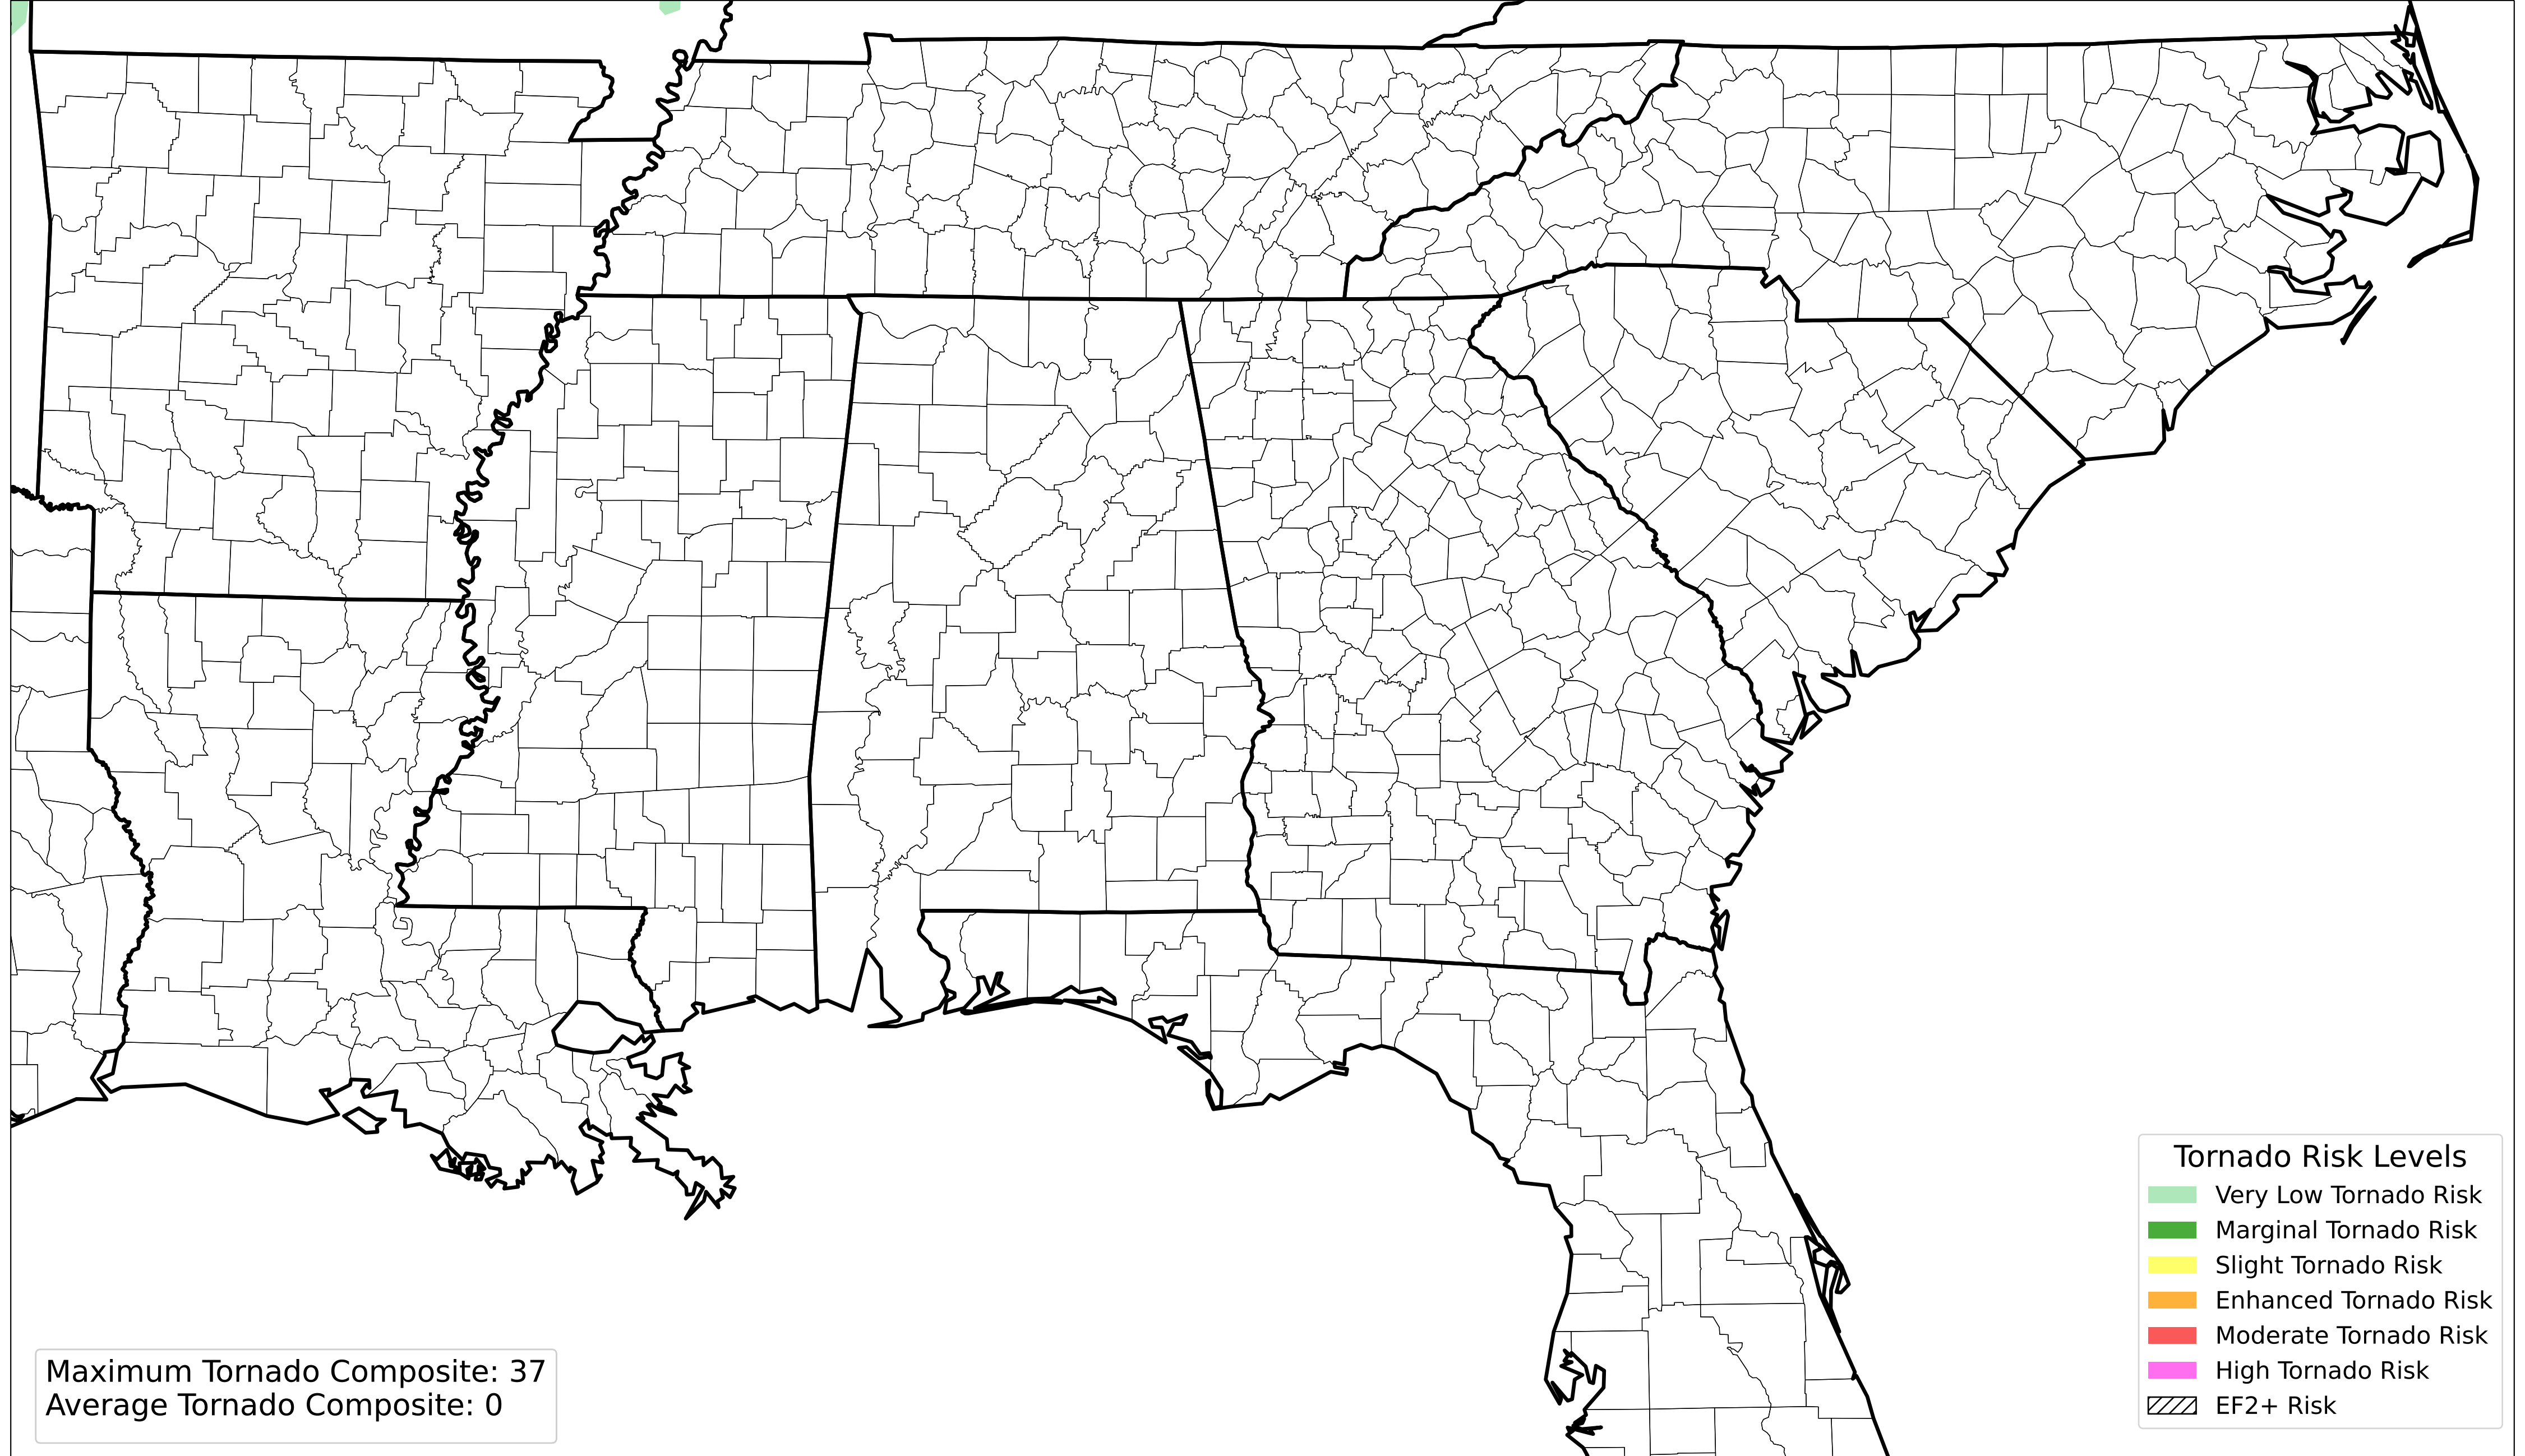 Tornado Risk Levels
Very Low Tornado Risk
Marginal Tornado Risk
Slight Tornado Risk
Enhanced Tornado Risk
Moderate Tornado Risk
High Tornado Risk
EF2+ Risk
Maximum Tornado Composite: 37
Average Tornado Composite: 0